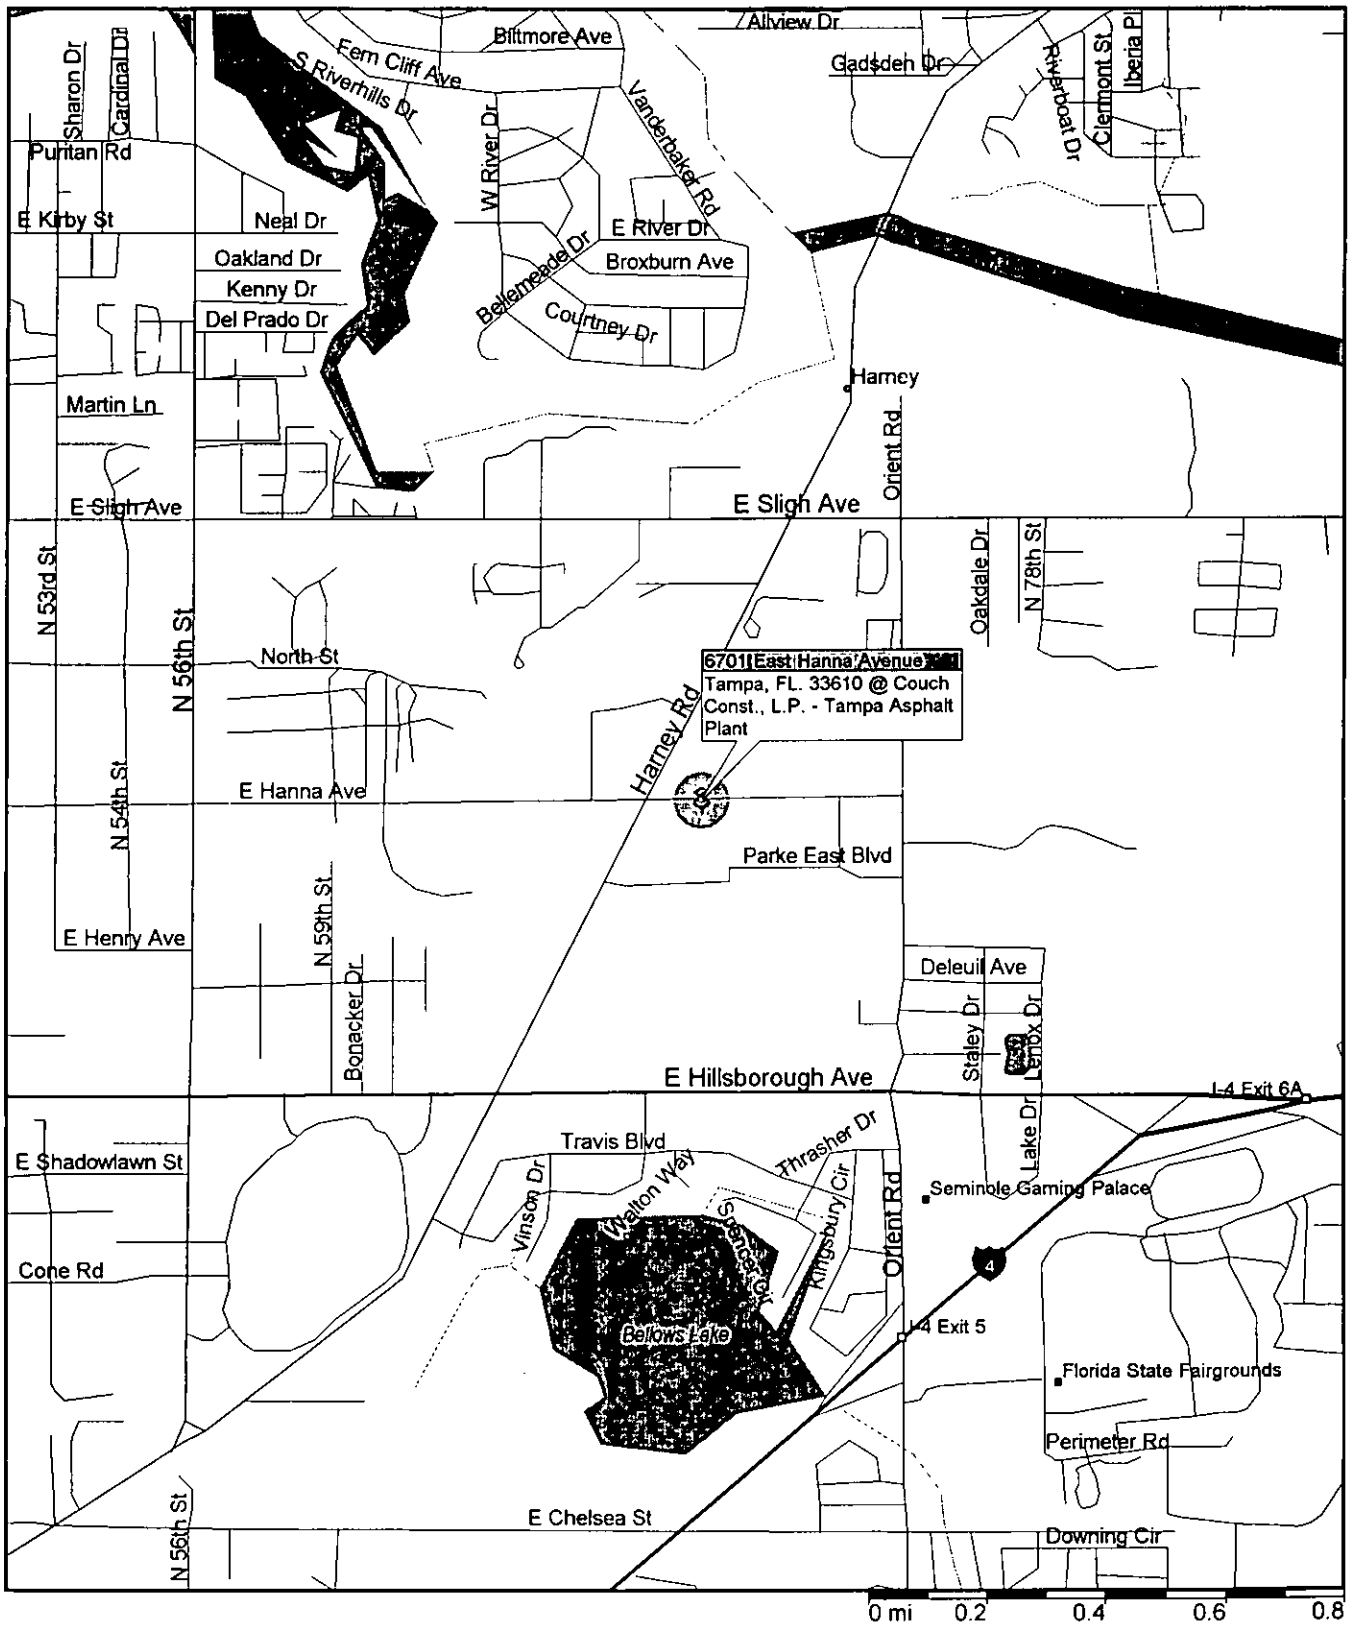 Allview Dr
Biltmore Ave
Fern Cliff Ave
S Riverhills Dr
Gadsden Dr
Riverboat Dr
Clermont St
Iberia Pl
Sharon Dr
Cardinal Dr
Puritan Rd
W River Dr
Vanderbaker Rd
E Kirby St
Neal Dr
E River Dr
Oakland Dr
Bellemeade Dr
Broxburn Ave
Kenny Dr
Del Prado Dr
Courtney Dr
Harney
Martin Ln
Orient Rd
E Sligh Ave
E Sligh Ave
N 53rd St
N 56th St
Oakdale Dr
N 78th St
North St
6701 East Hanna Avenue
Tampa, FL. 33610 @ Couch
Const., L.P. - Tampa Asphalt
Plant
Harney Rd
E Hanna Ave
N 54th St
Parke East Blvd
N 59th St
E Henry Ave
Bonacker Dr
Deleuil Ave
Staley Dr
Lenox Dr
E Hillsborough Ave
I-4 Exit 6A
Lake Dr
Travis Blvd
Thrasher Dr
E Shadowlawn St
Vinson Dr
Walton Way
Spencer Cir
Kingsbury Cir
Orient Rd
Seminole Gaming Palace
4
Cone Rd
Bellows Lake
I-4 Exit 5
Florida State Fairgrounds
Perimeter Rd
N 56th St
E Chelsea St
Downing Cir
0 mi 0.2 0.4 0.6 0.8